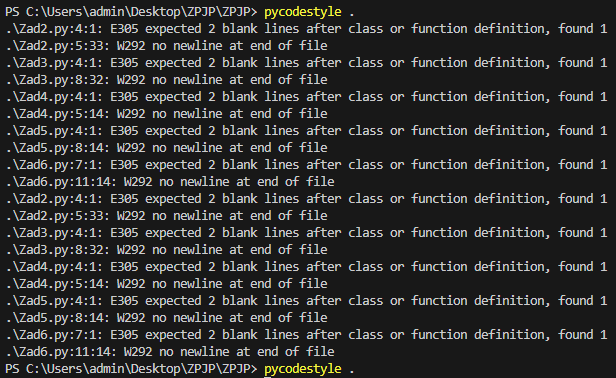 PS C:\Users\admin\Desktop\ZPJP\ZPJP> pycodestyle .
.\Zad2.py:4:1: E305 expected 2 blank lines after class or function definition, found 1
.\Zad2.py:5:33: W292 no newline at end of file
.\Zad3.py:4:1: E305 expected 2 blank lines after class or function definition, found 1
.\Zad3.py:8:32: W292 no newline at end of file
.\Zad4.py:4:1: E305 expected 2 blank lines after class or function definition, found 1
.\Zad4.py:5:14: W292 no newline at end of file
.\Zad5.py:4:1: E305 expected 2 blank lines after class or function definition, found 1
.\Zad5.py:8:14: W292 no newline at end of file
.\Zad6.py:7:1: E305 expected 2 blank lines after class or function definition, found 1
.\Zad6.py:11:14: W292 no newline at end of file
.\Zad2.py:4:1: E305 expected 2 blank lines after class or function definition, found 1
.\Zad2.py:5:33: W292 no newline at end of file
.\Zad3.py:4:1: E305 expected 2 blank lines after class or function definition, found 1
.\Zad3.py:8:32: W292 no newline at end of file
.\Zad4.py:4:1: E305 expected 2 blank lines after class or function definition, found 1
.\Zad4.py:5:14: W292 no newline at end of file
.\Zad5.py:4:1: E305 expected 2 blank lines after class or function definition, found 1
.\Zad5.py:8:14: W292 no newline at end of file
.\Zad6.py:7:1: E305 expected 2 blank lines after class or function definition, found 1
.\Zad6.py:11:14: W292 no newline at end of file
PS C:\Users\admin\Desktop\ZPJP\ZPJP> pycodestyle .